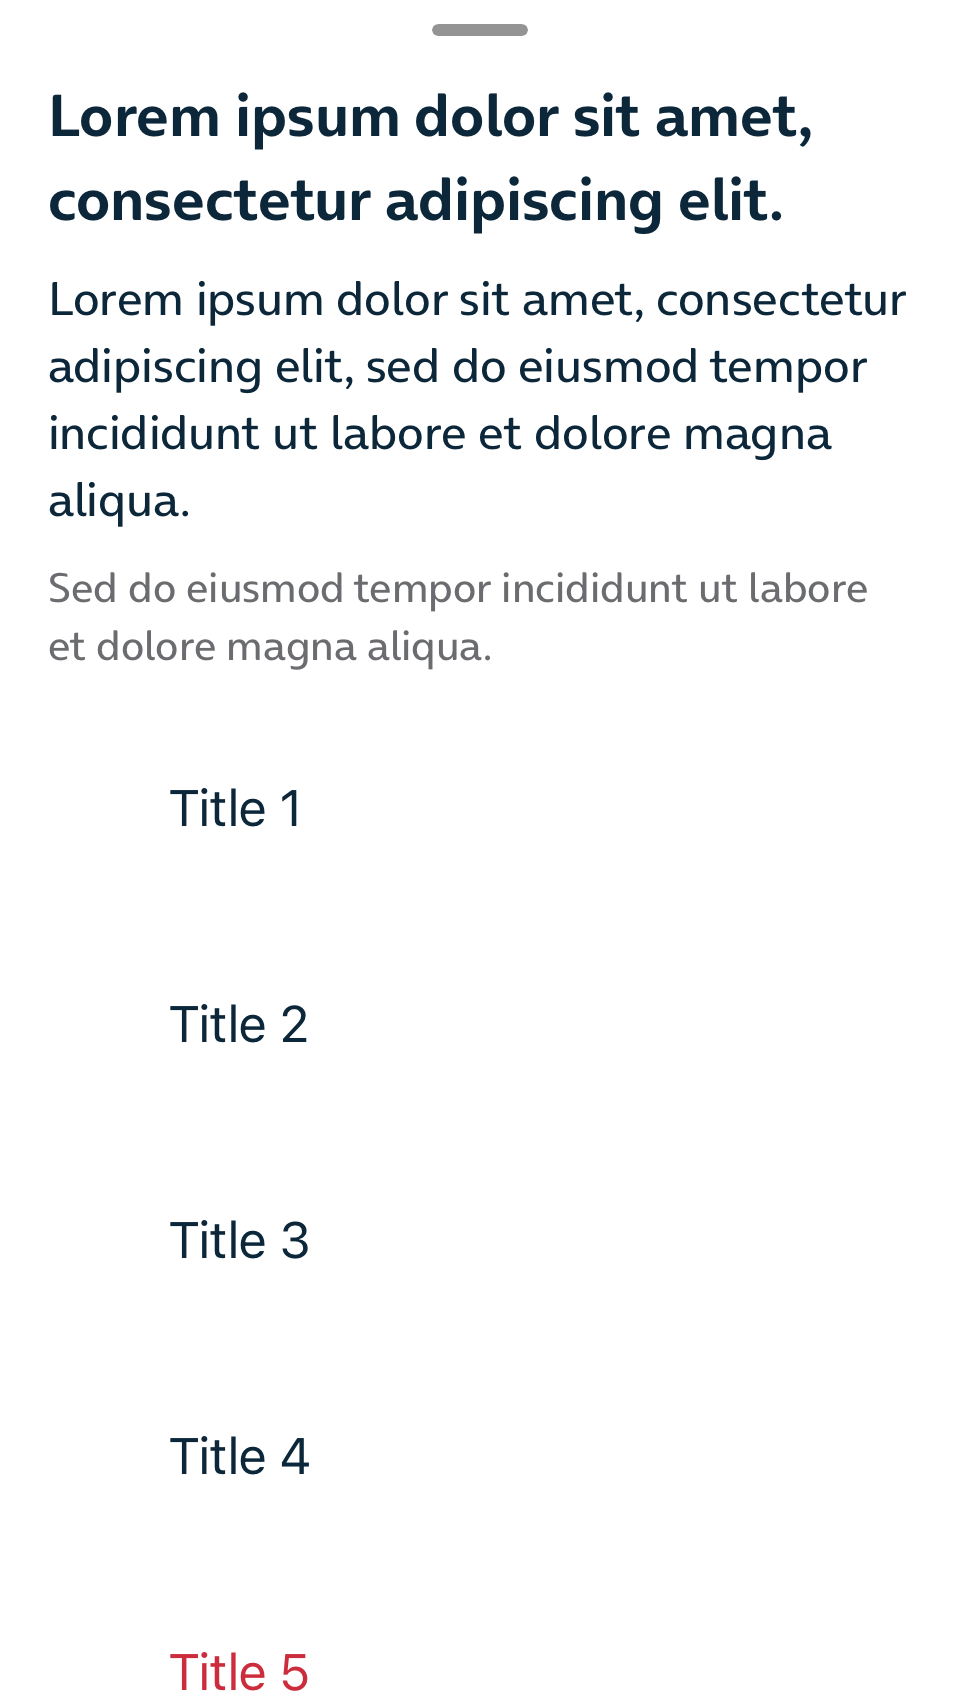 Lorem ipsum dolor sit amet,
consectetur adipiscing elit.
Lorem ipsum dolor sit amet, consectetur
adipiscing elit, sed do eiusmod tempor
incididunt ut labore et dolore magna
aliqua.
Sed do eiusmod tempor incididunt ut labore
et dolore magna aliqua.
Title 1
Title 2
Title 3
Title 4
Title 5